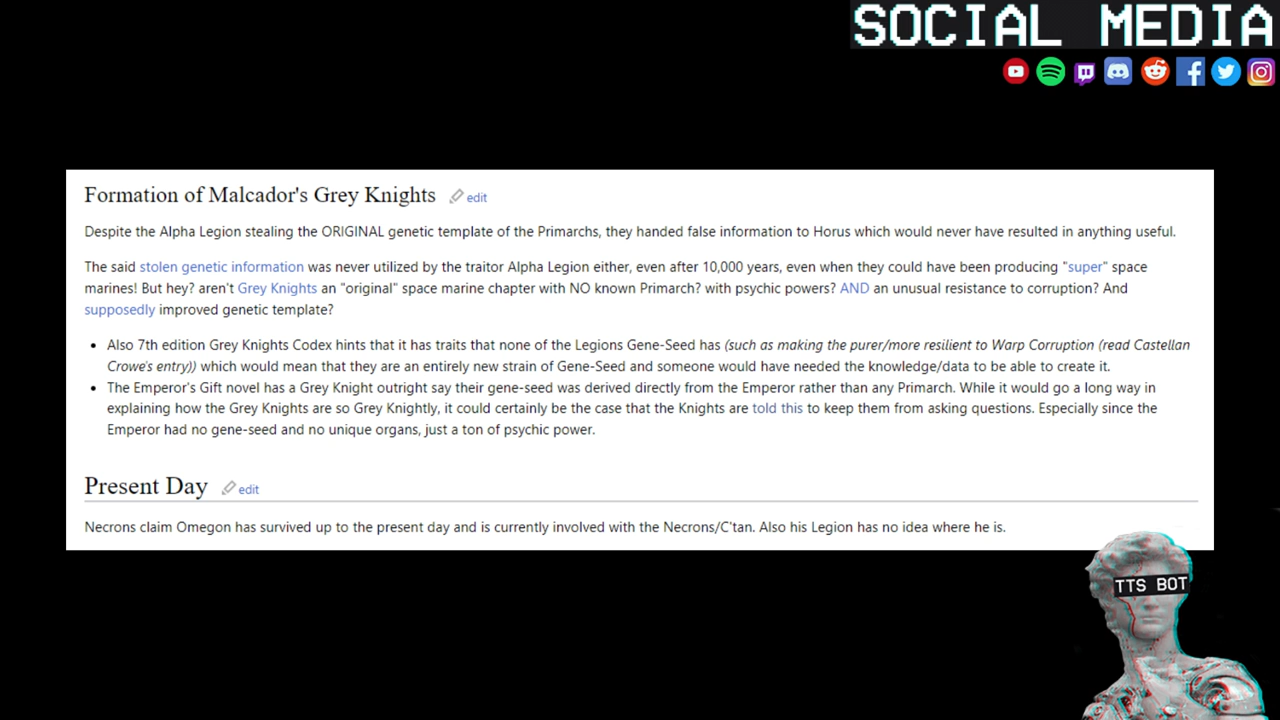 SOCIAL MEDIA
Formation of Malcador's Grey Knights edit
Despite the Alpha Legion stealing the ORIGINAL genetic template of the Primarchs, they handed false information to Horus which would never have resulted in anything useful.
The said stolen genetic information was never utilized by the traitor Alpha Legion either, even after 10,000 years, even when they could have been producing "super" space
marines! But hey? aren't Grey Knights an "original" space marine chapter with NO known Primarch? with psychic powers? AND an unusual resistance to corruption? And
supposedly improved genetic template?
• Also 7th edition Grey Knights Codex hints that it has traits that none of the Legions Gene-Seed has (such as making the purer/more resilient to Warp Corruption (read Castellan
Crowe's entry)) which would mean that they are an entirely new strain of Gene-Seed and someone would have needed the knowledge/data to be able to create it.
• The Emperor's Gift novel has a Grey Knight outright say their gene-seed was derived directly from the Emperor rather than any Primarch. While it would go a long way in
explaining how the Grey Knights are so Grey Knightly, it could certainly be the case that the Knights are told this to keep them from asking questions. Especially since the
Emperor had no gene-seed and no unique organs, just a ton of psychic power.
Present Day edit
Necrons claim Omegon has survived up to the present day and is currently involved with the Necrons/C'tan. Also his Legion has no idea where he is.
TTS BOT